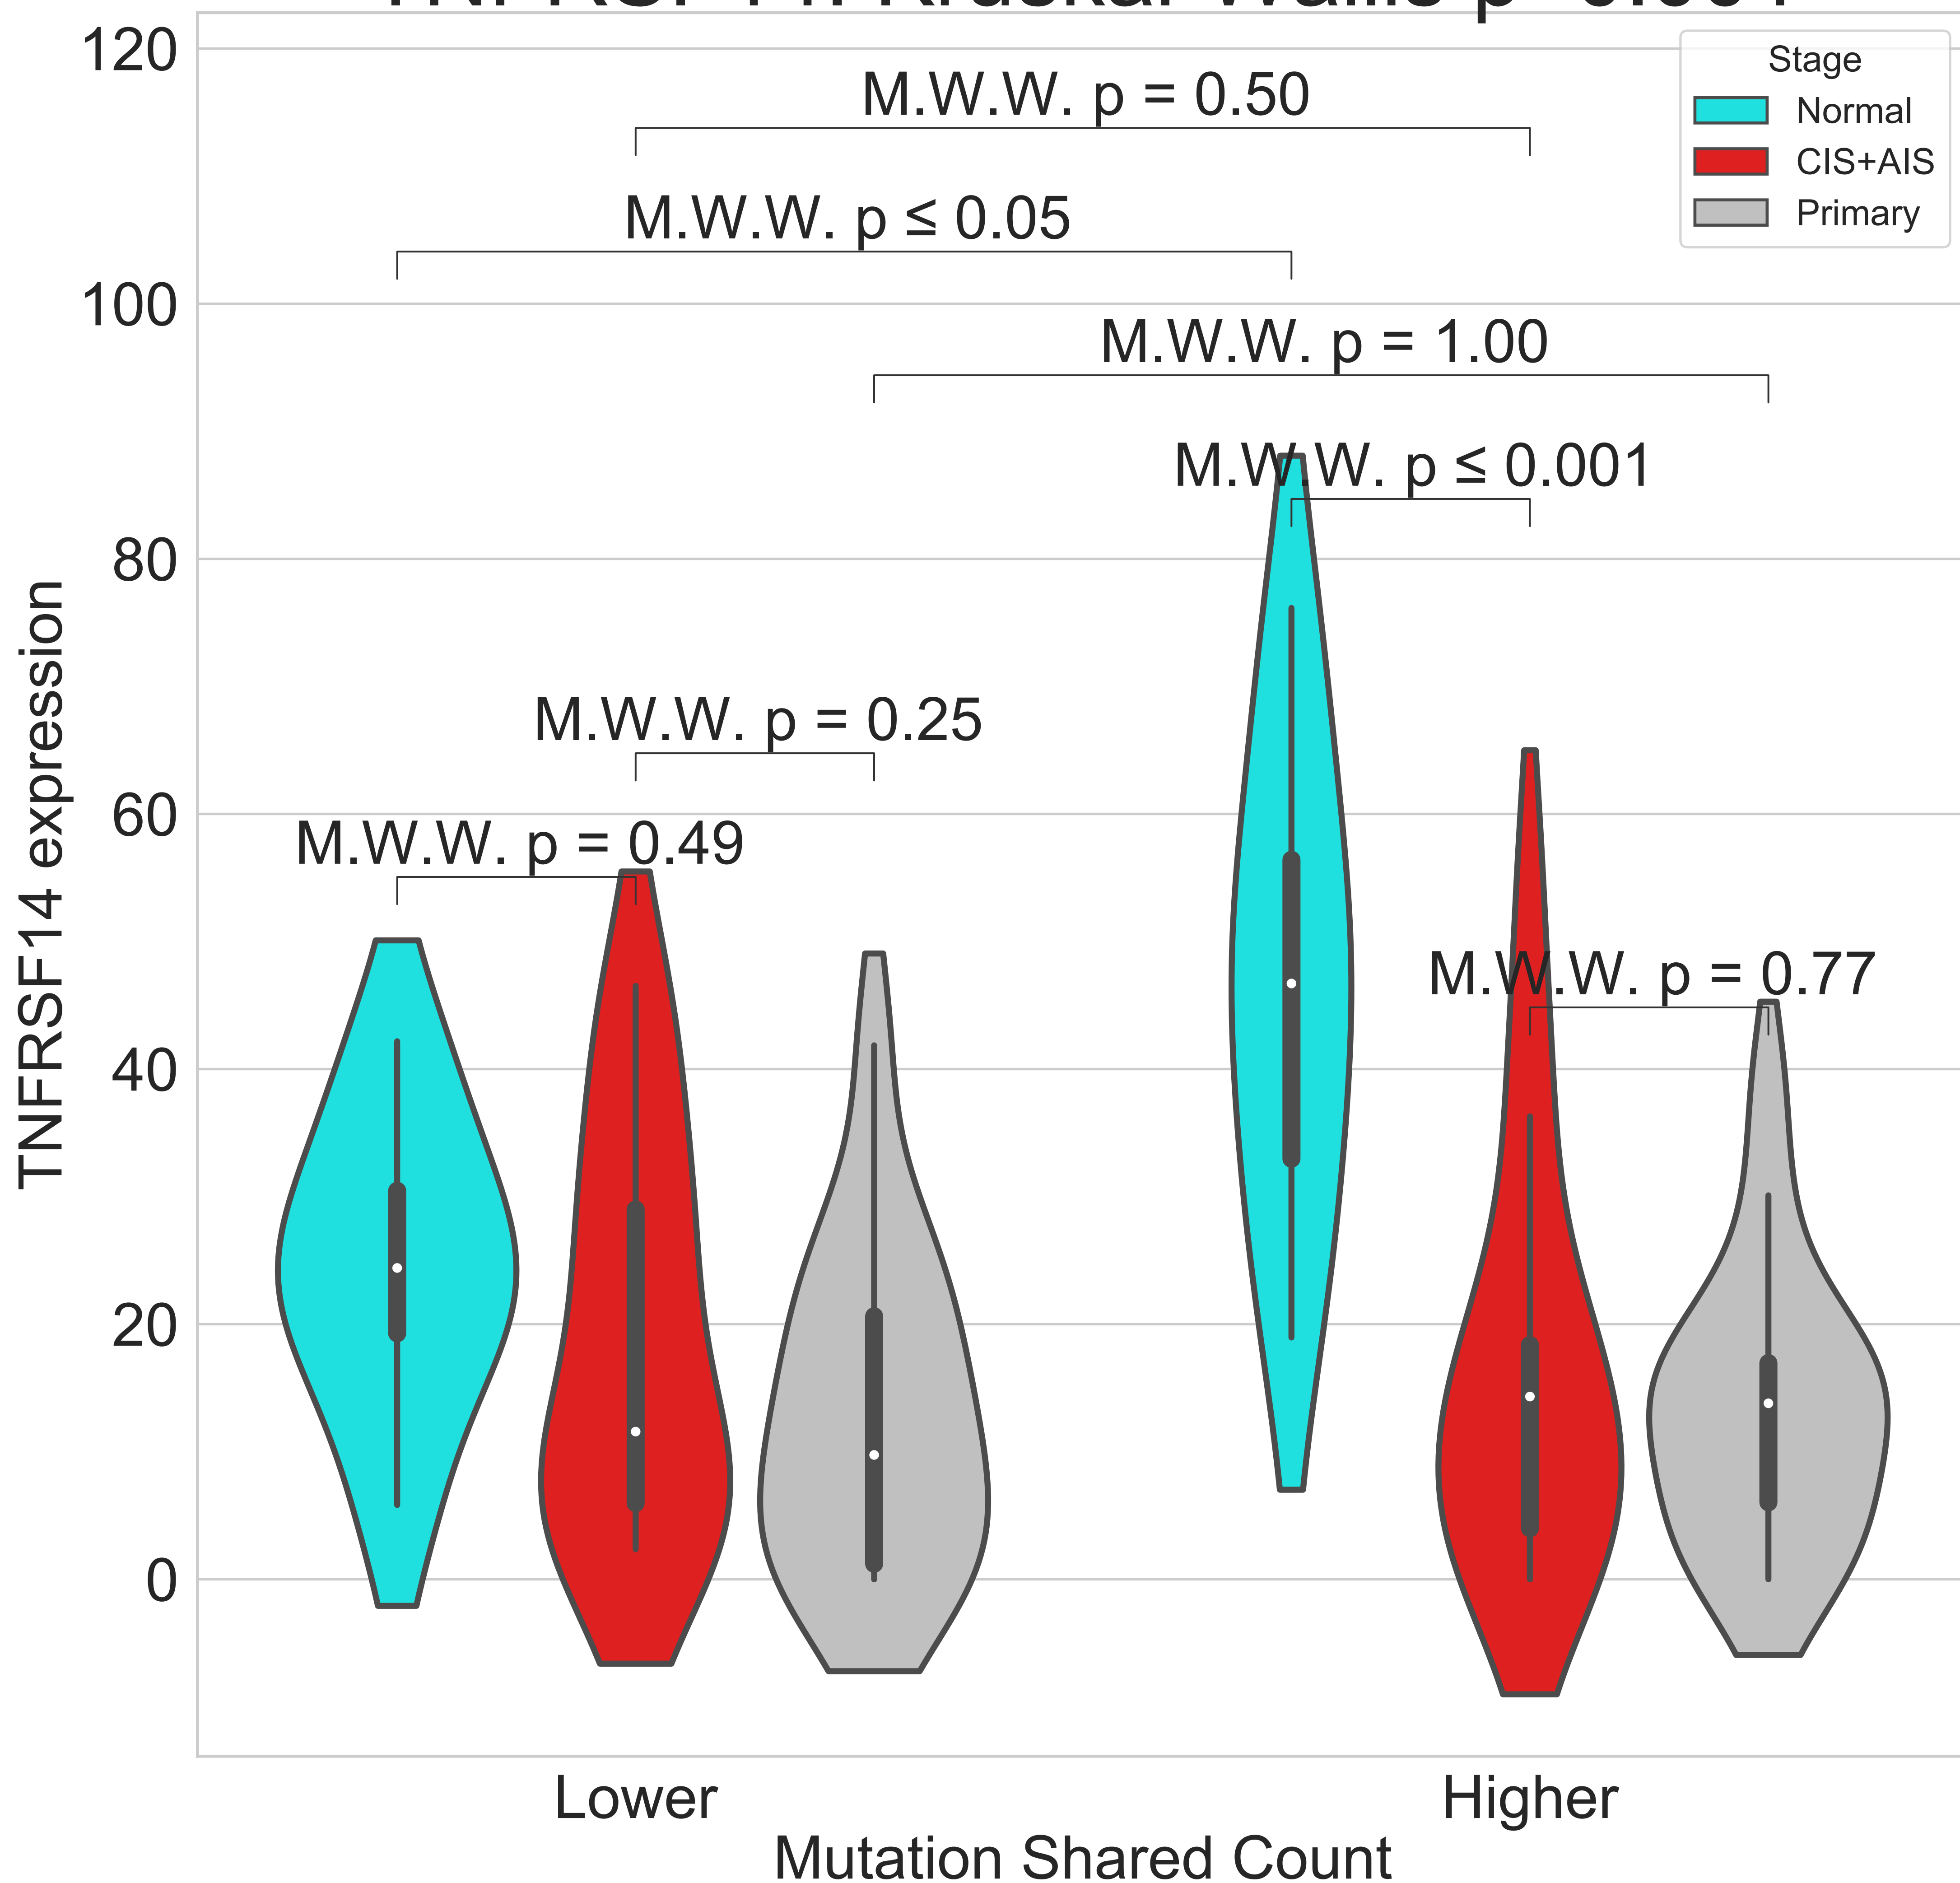 120
M.W.W. p = 0.50
Stage
Normal
CIS+AIS
Primary
M.W.W. p ≤ 0.05
100
M.W.W. p = 1.00
M.W.W. p ≤ 0.001
80
M.W.W. p = 0.25
60
M.W.W. p = 0.49
M.W.W. p = 0.77
40
20
0
TNFRSF14 expression
Lower
Higher
Mutation Shared Count